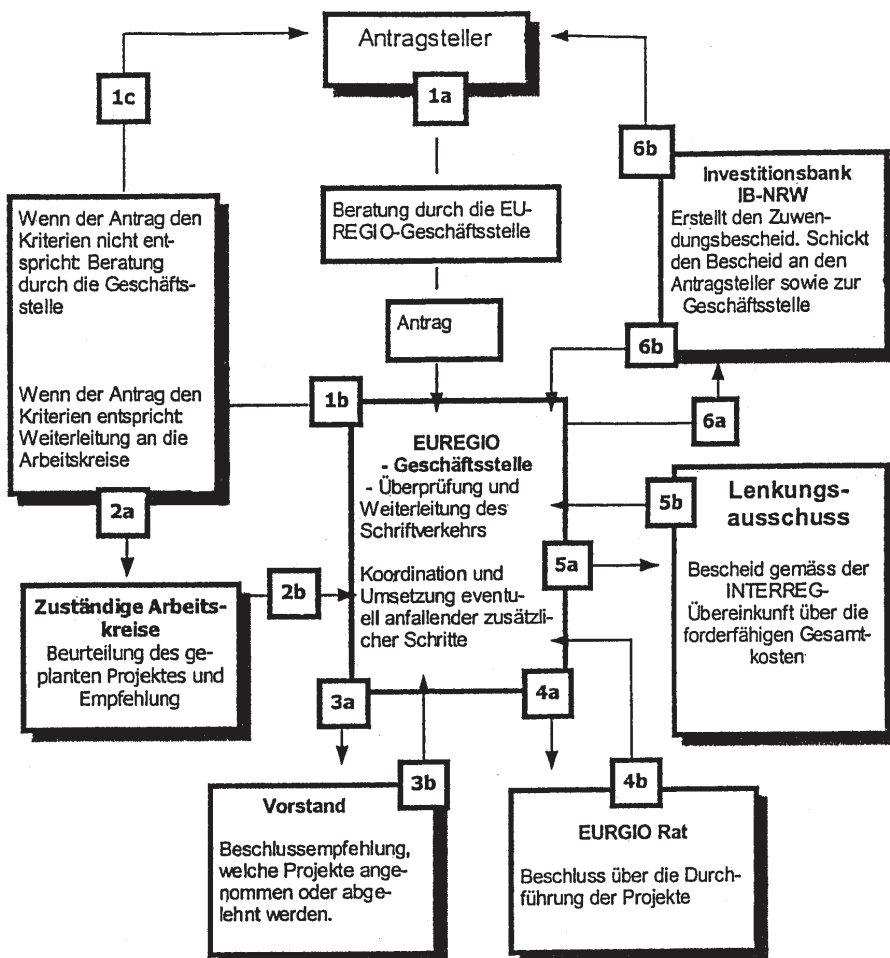 Antragsteller
1c
1a
6b
Investitionsbank
IB-NRW
Erstellt den Zuwen-
dungsbescheid. Schickt
den Bescheid an den
Antragsteller sowie zur
Geschäftsstelle
Wenn der Antrag den
Kriterien nicht ent-
spricht: Beratung
durch die Geschäfts-
stelle
Beratung durch die EU-
REGIO-Geschäftsstelle
Antrag
6b
Wenn der Antrag den
Kriterien entspricht:
Weiterleitung an die
Arbeitskreise
1b
6a
EUREGIO
- Geschäftsstelle
- Überprüfung und
Weiterleitung des
Schriftverkehrs
Koordination und
Umsetzung eventu-
ell anfallender zusätzli-
cher Schritte
2a
5b
Lenkungs-
ausschuss
Bescheid gemäss der
INTERREG-
Übereinkunft über die
forderfähigen Gesamt-
kosten
5a
2b
Zuständige Arbeits-
kreise
Beurteilung des ge-
planten Projektes und
Empfehlung
3a
4a
3b
4b
Vorstand
Beschlussempfehlung,
welche Projekte ange-
nommen oder abge-
lehnt werden.
EURGIO Rat
Beschluss über die Durch-
führung der Projekte